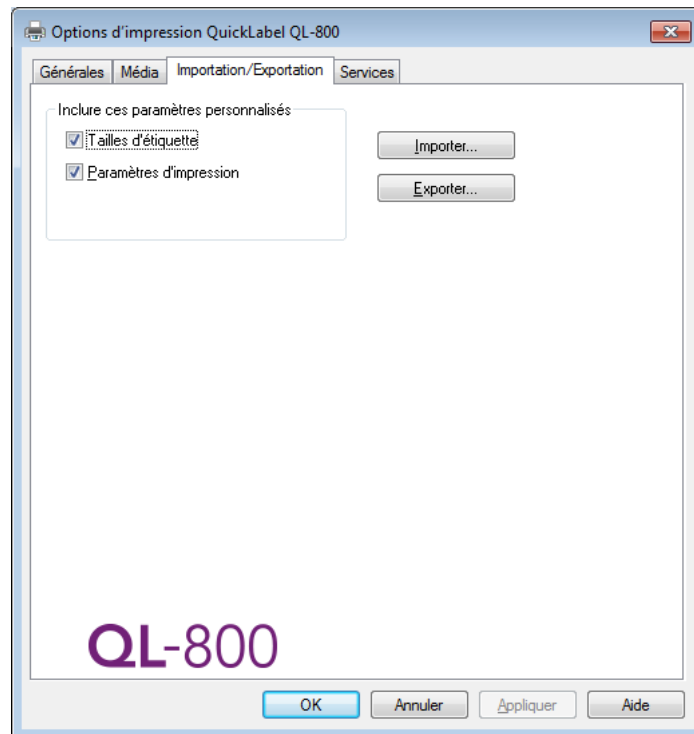 Options d'impression QuickLabel QL-800
Générales Média Importation/Exportation Services
Inclure ces paramètres personnalisés
Tailles d'étiquette
Importer...
Paramètres d'impression
Exporter...
QL-800
OK Annuler Appliquer Aide